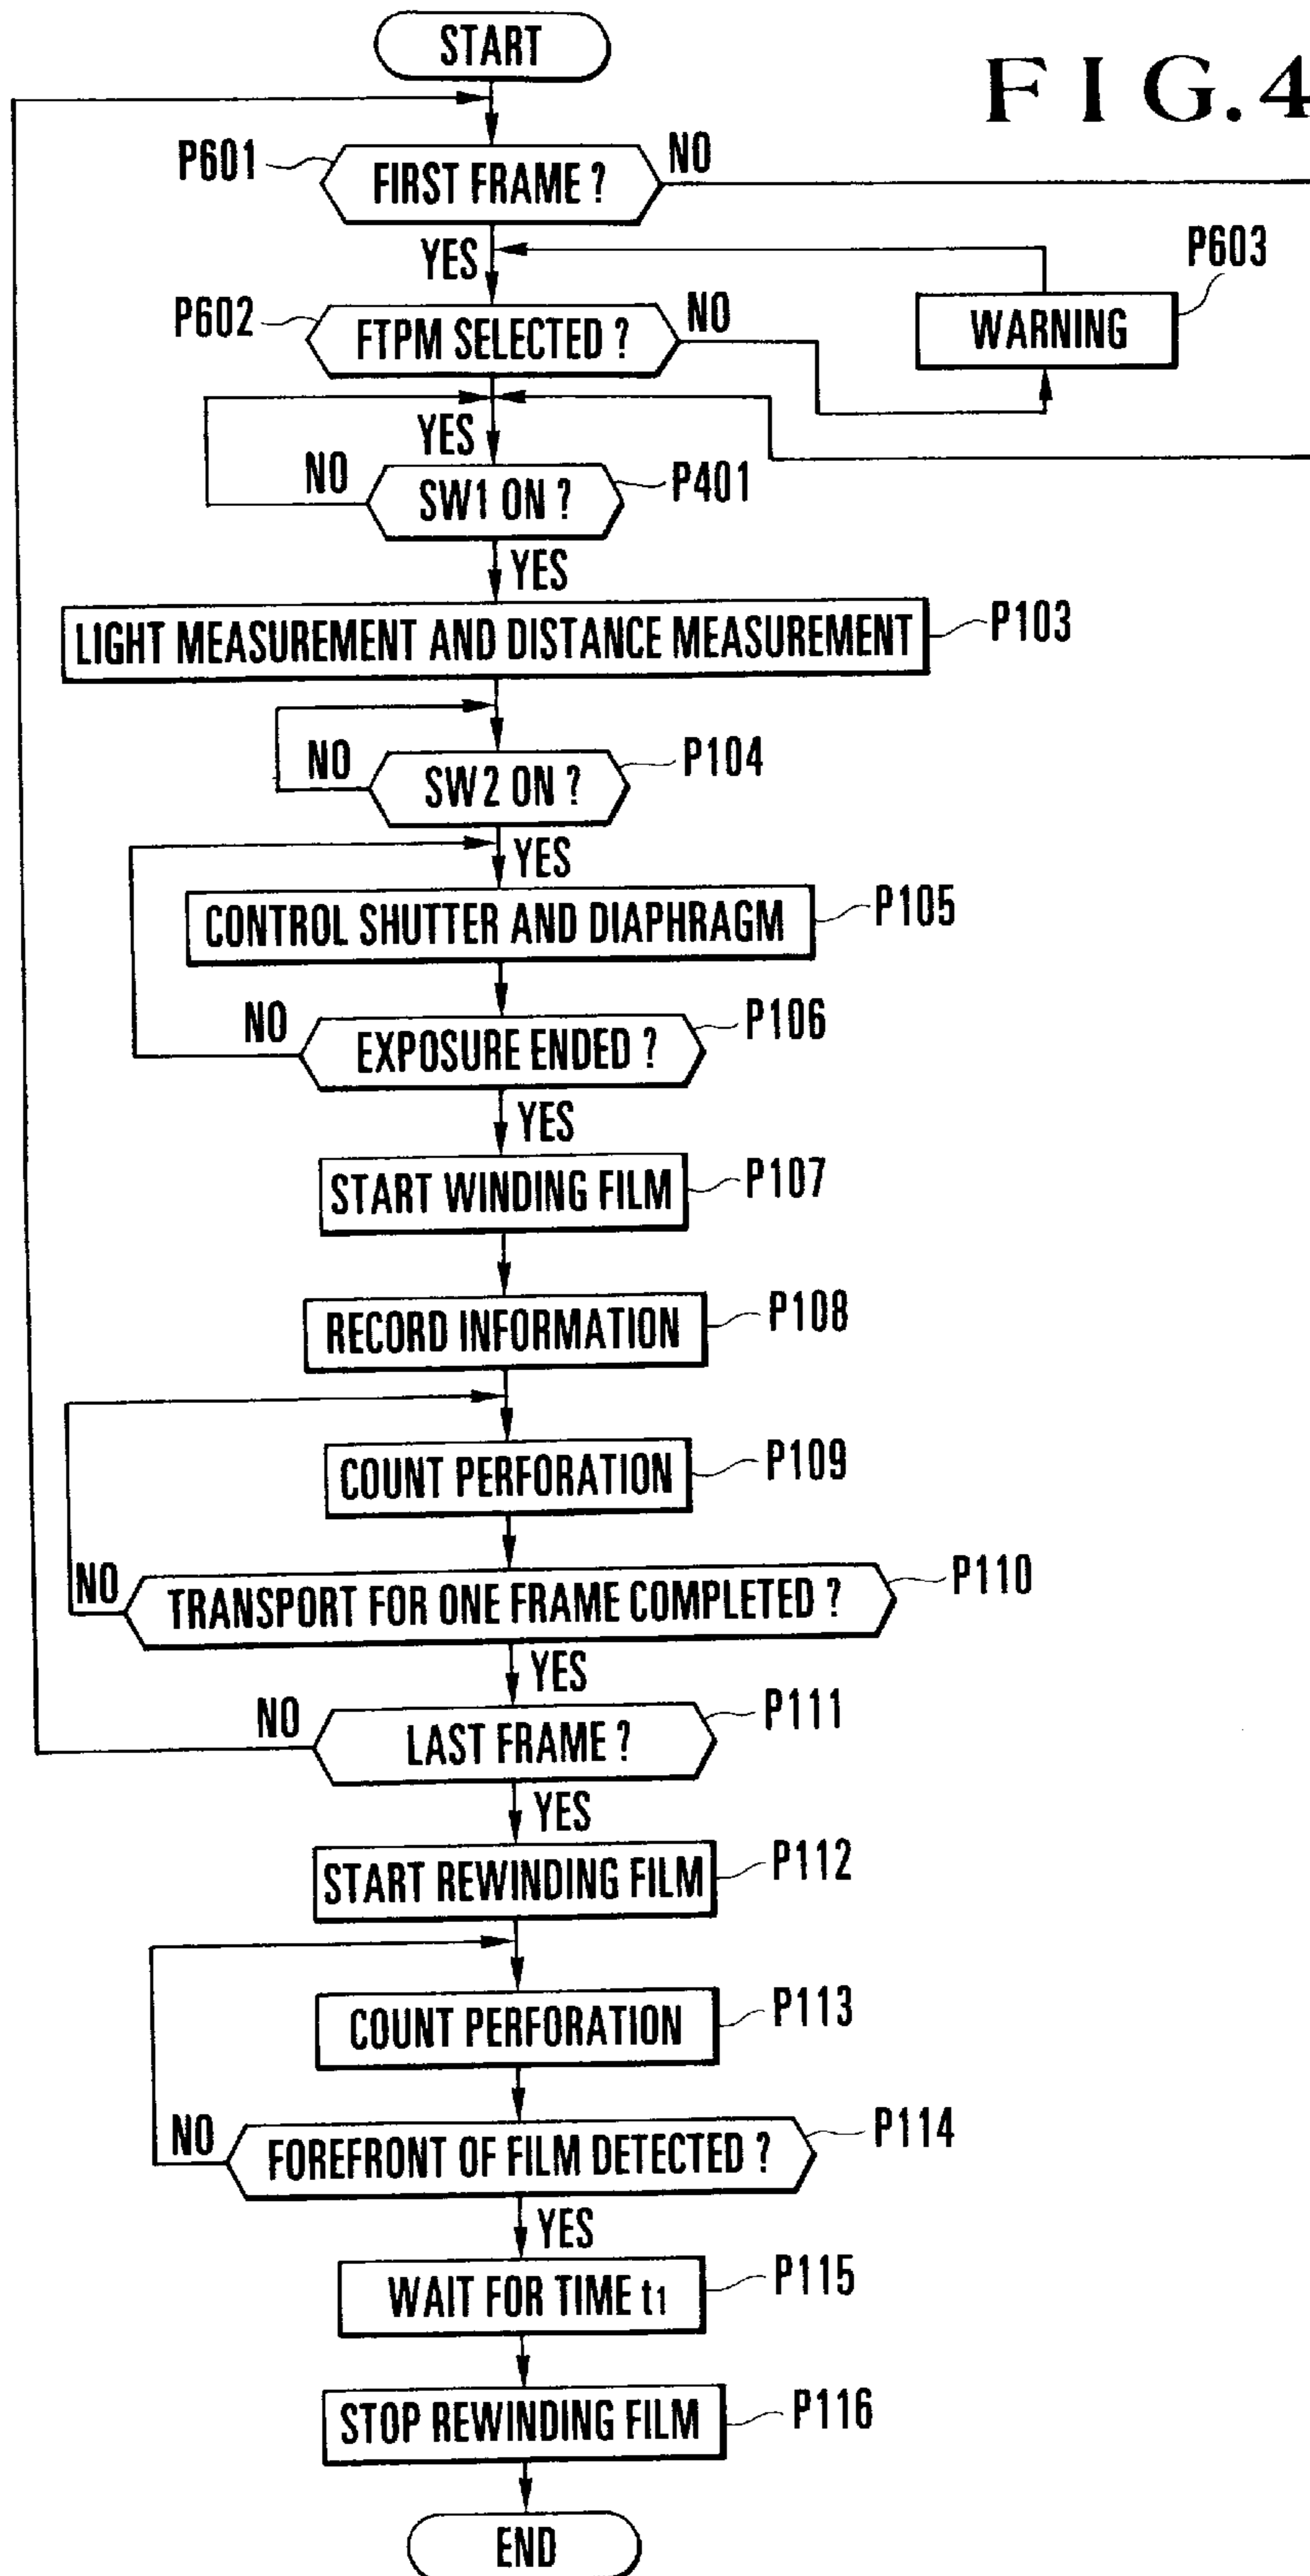 START
FIG.4
P601
FIRST FRAME ?
NO
YES
P603
P602
FTPM SELECTED ?
NO
WARNING
YES
NO
SW1 ON ?
P401
YES
LIGHT MEASUREMENT AND DISTANCE MEASUREMENT
P103
NO
SW2 ON ?
P104
YES
CONTROL SHUTTER AND DIAPHRAGM
P105
NO
EXPOSURE ENDED ?
P106
YES
START WINDING FILM
P107
RECORD INFORMATION
P108
COUNT PERFORATION
P109
NO
TRANSPORT FOR ONE FRAME COMPLETED ?
P110
YES
NO
LAST FRAME ?
P111
YES
START REWINDING FILM
P112
COUNT PERFORATION
P113
NO
FOREFRONT OF FILM DETECTED ?
P114
YES
WAIT FOR TIME t1
P115
STOP REWINDING FILM
P116
END